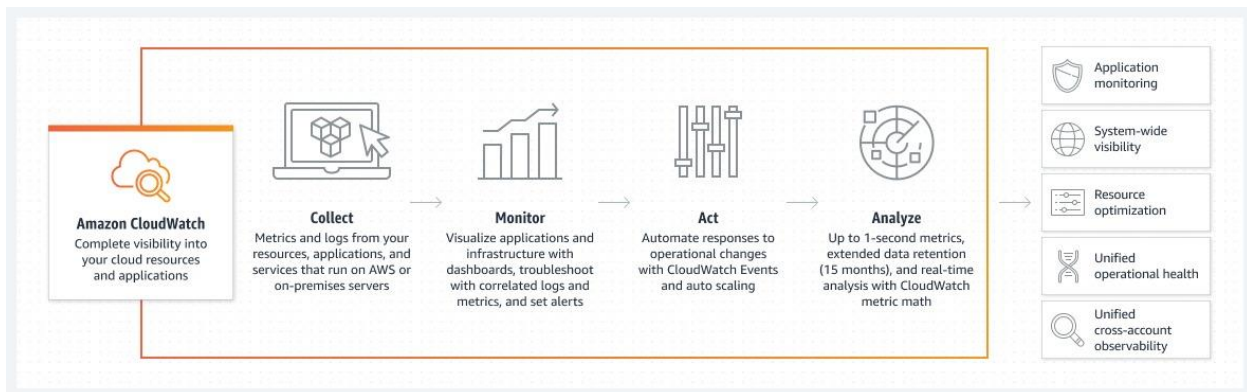 Amazon CloudWatch
Complete visibility into
your cloud resources
and applications
Collect
Metrics and logs from your
resources, applications, and
services that run on AWS or
on-premises servers
Monitor
Visualize applications and
infrastructure with
dashboards, troubleshoot
with correlated logs and
metrics, and set alerts
Act
Automate responses to
operational changes
with CloudWatch Events
and auto scaling
Analyze
Up to 1-second metrics,
extended data retention
(15 months), and real-time
analysis with CloudWatch
metric math
Application
monitoring
System-wide
visibility
Resource
optimization
Unified
operational health
Unified
cross-account
observability